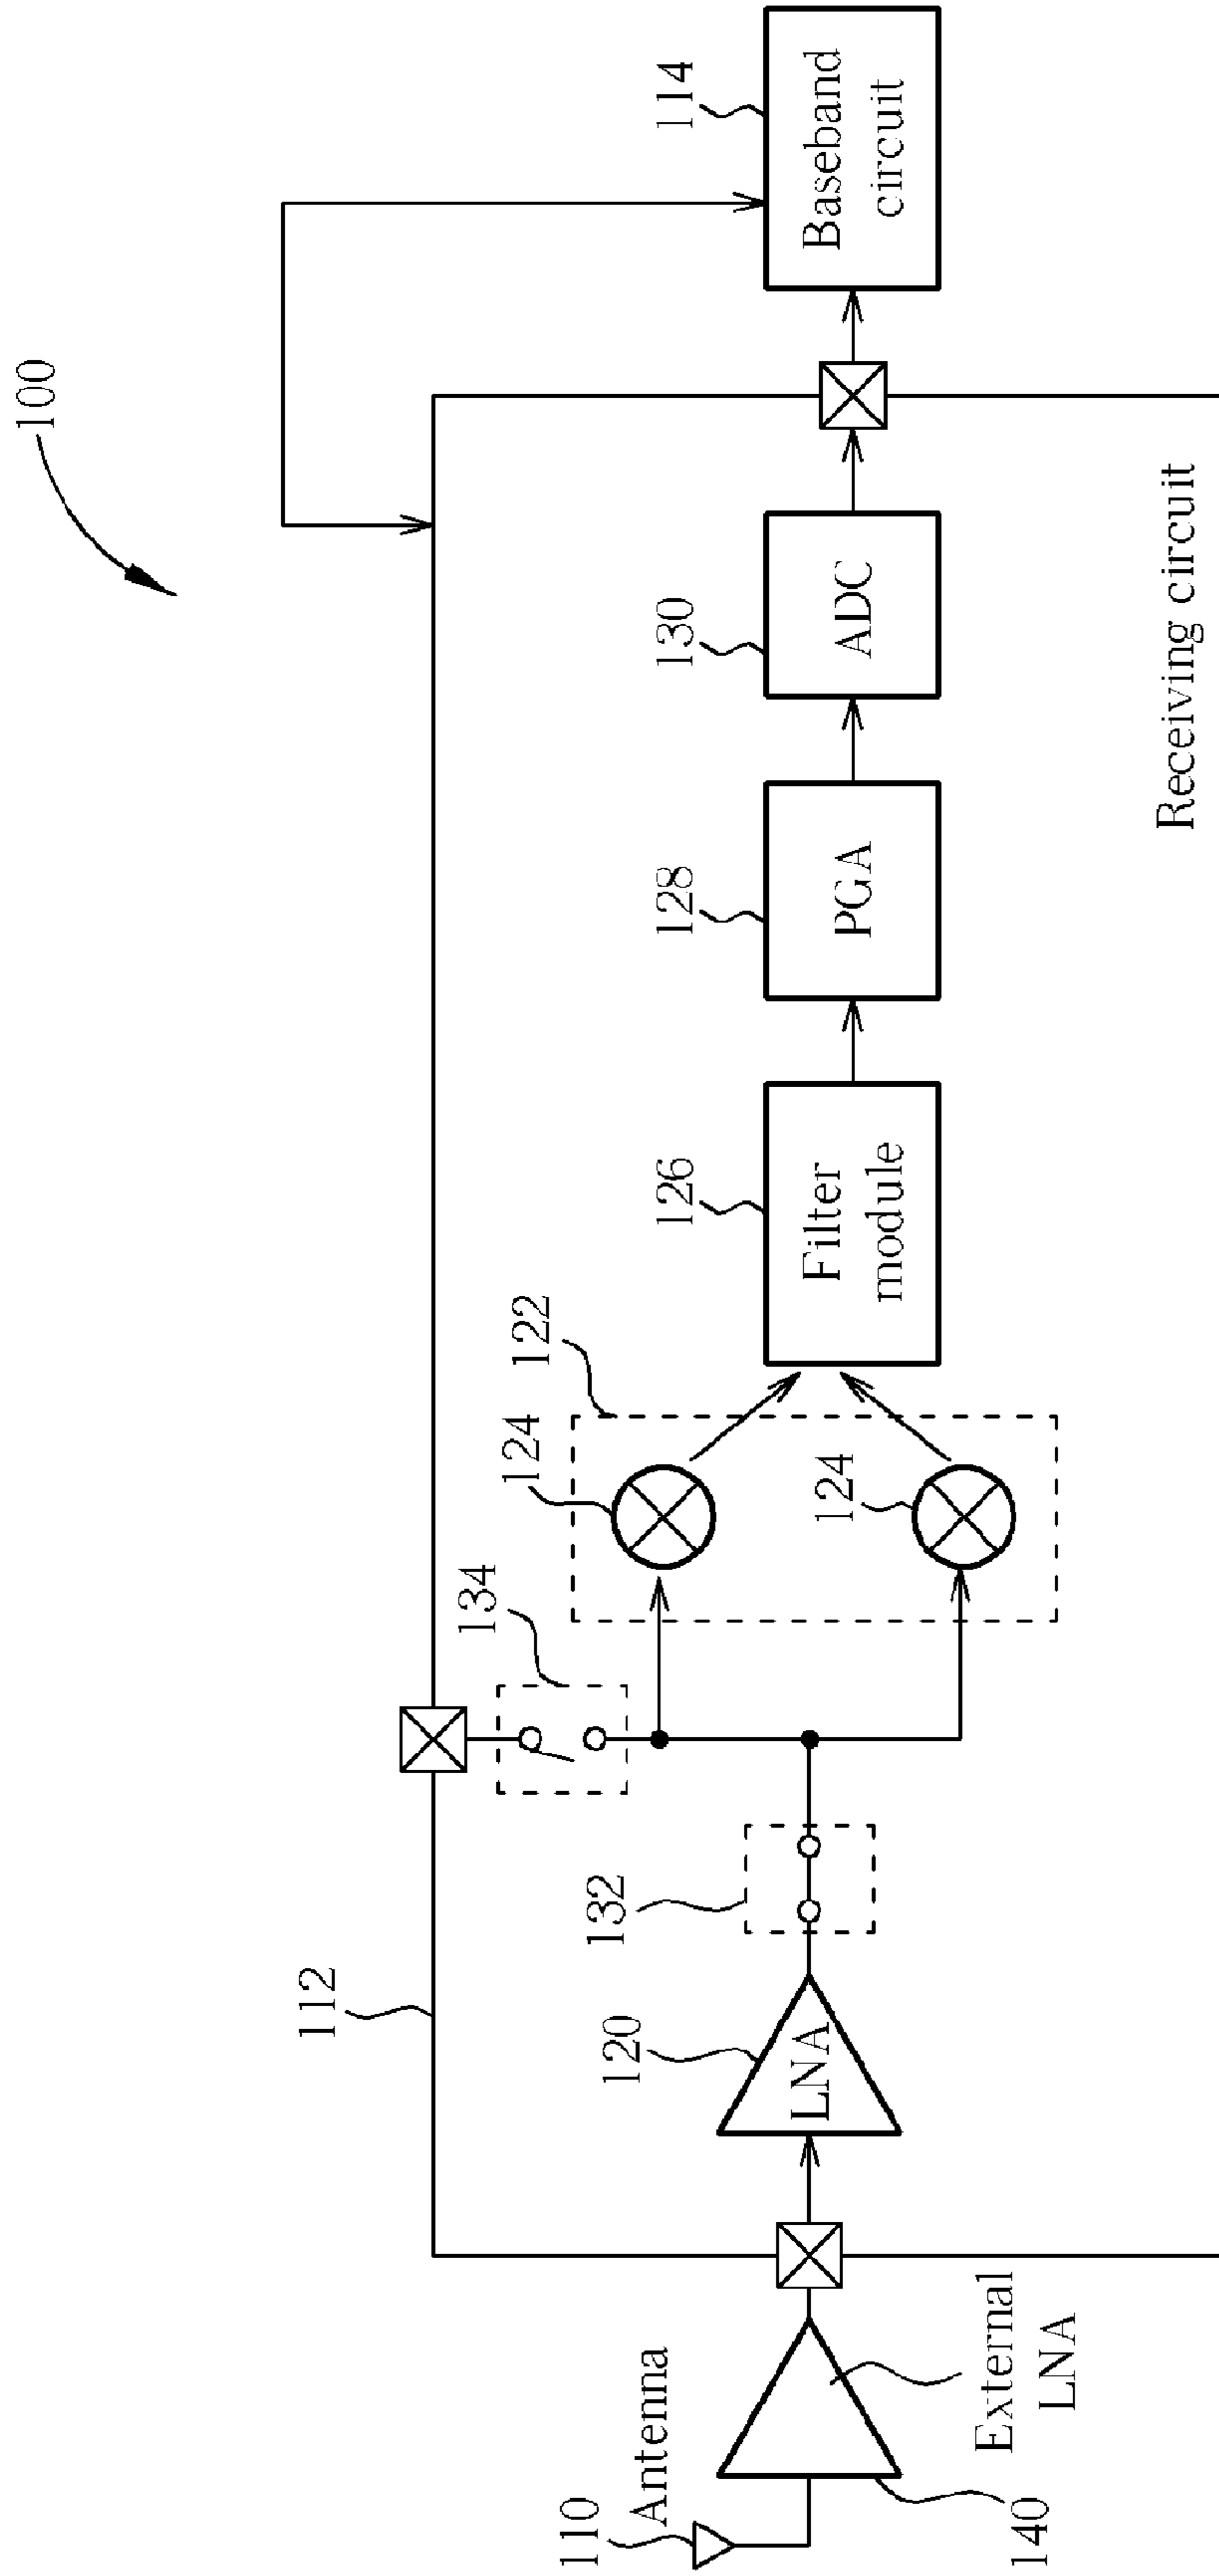 100
112
134
122
124
124
132
120
LNA
126
Filter
module
128
PGA
130
ADC
114
Baseband
circuit
110
Antenna
140
External
LNA
Receiving circuit